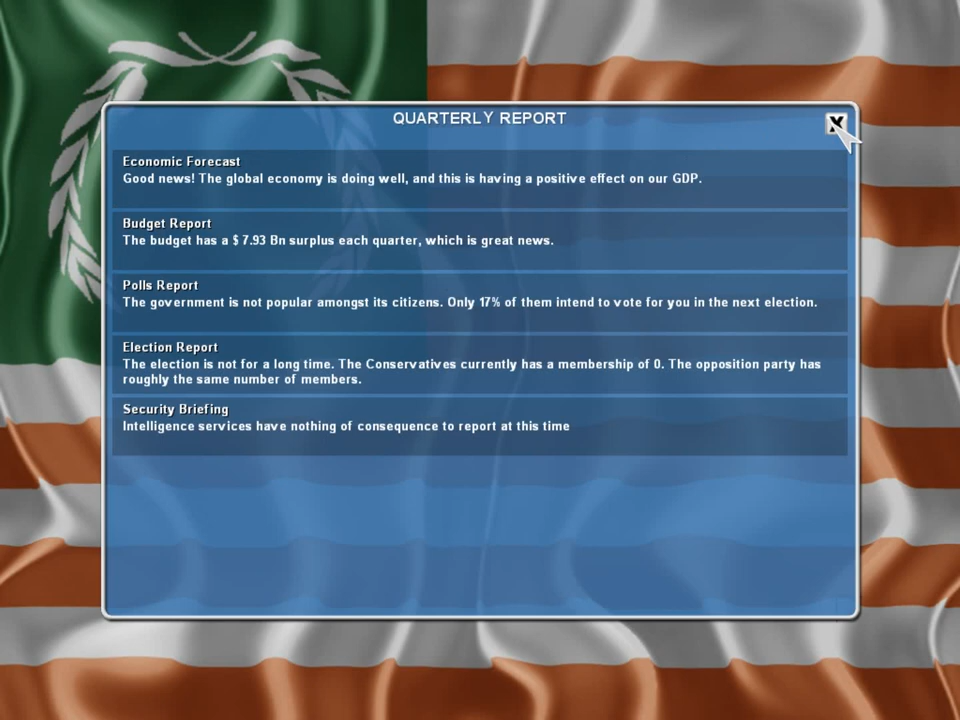 QUARTERLY REPORT
Economic Forecast
Good news! The global economy is doing well, and this is having a positive effect on our GDP.
Budget Report
The budget has a $ 7.93 Bn surplus each quarter, which is great news.
Polls Report
The government is not popular amongst its citizens. Only 17% of them intend to vote for you in the next election.
Election Report
The election is not for a long time. The Conservatives currently has a membership of 0. The opposition party has
roughly the same number of members.
Security Briefing
Intelligence services have nothing of consequence to report at this time